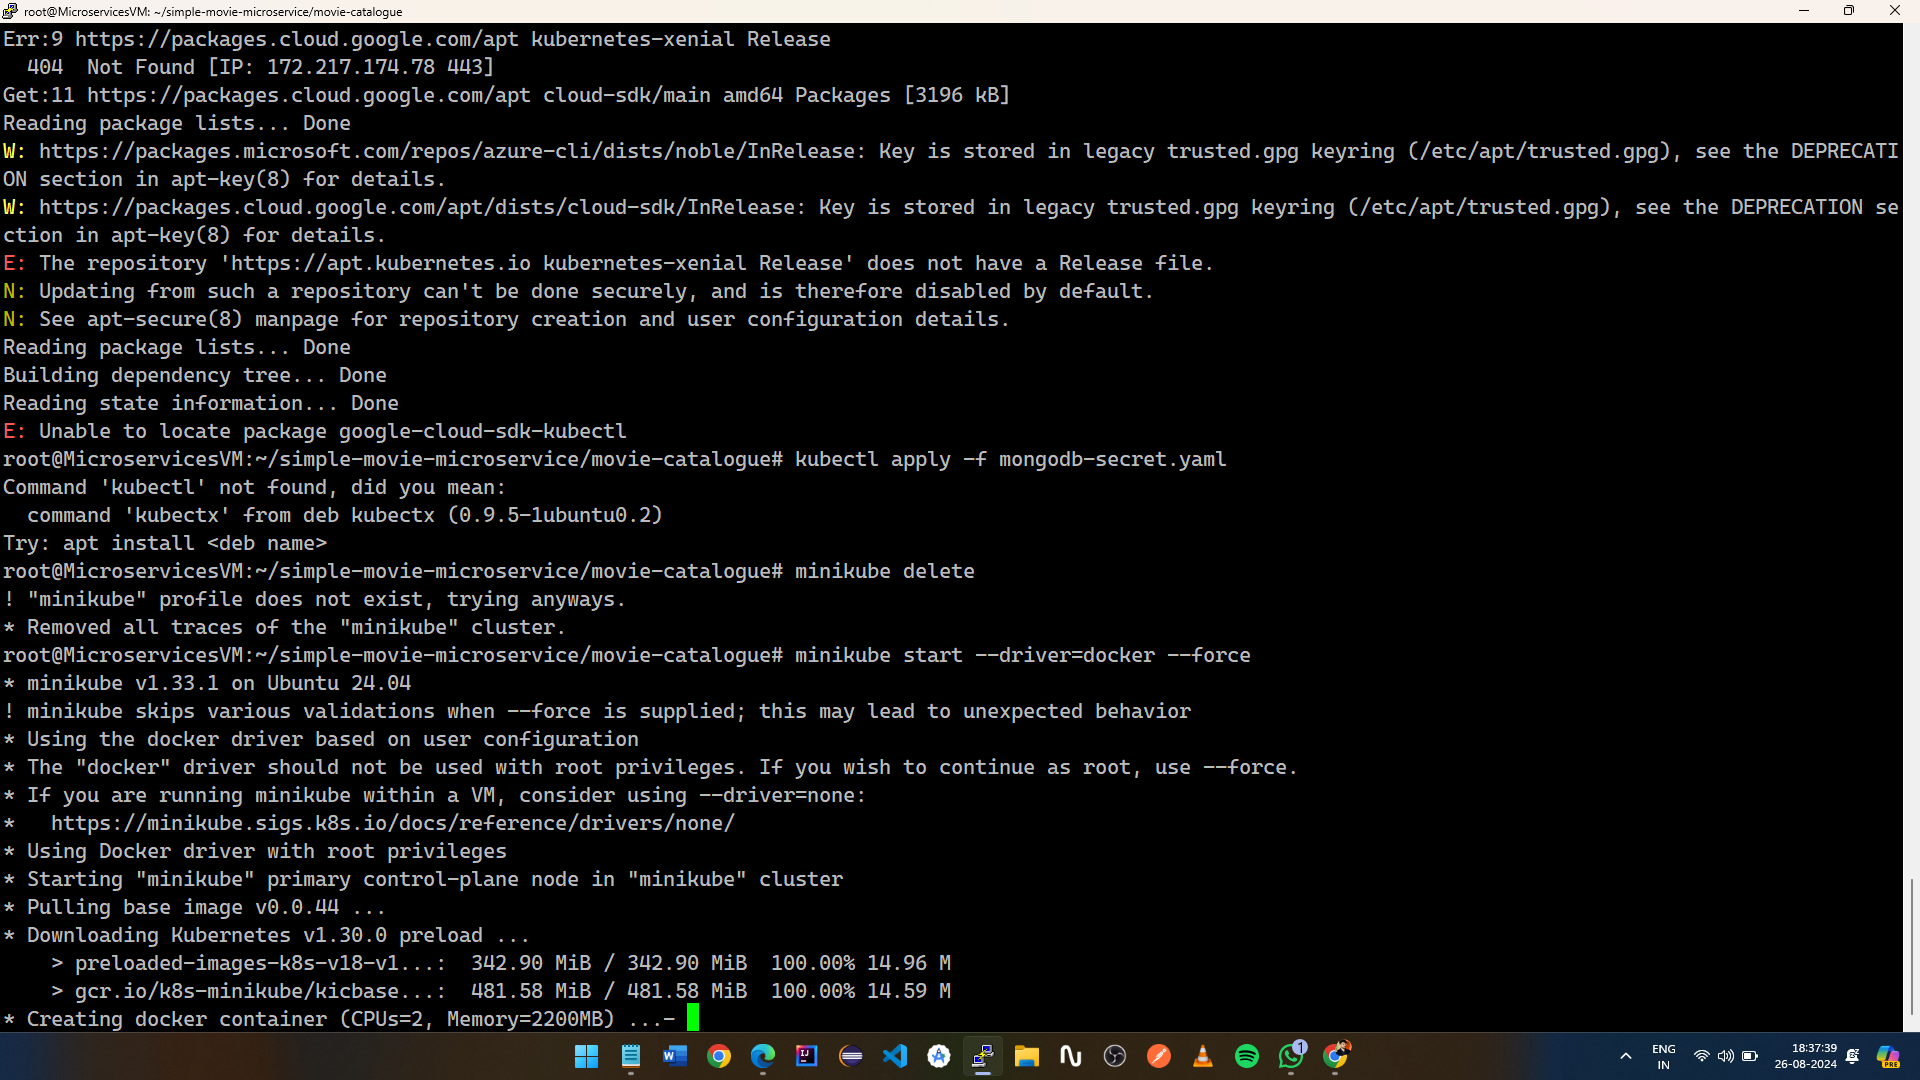 root@MicroservicesVM: ~/simple-movie-microservice/movie-catalogue
Err:9 https://packages.cloud.google.com/apt kubernetes-xenial Release
  404  Not Found [IP: 172.217.174.78 443]
Get:11 https://packages.cloud.google.com/apt cloud-sdk/main amd64 Packages [3196 kB]
Reading package lists... Done
W: https://packages.microsoft.com/repos/azure-cli/dists/noble/InRelease: Key is stored in legacy trusted.gpg keyring (/etc/apt/trusted.gpg), see the DEPRECATI
ON section in apt-key(8) for details.
W: https://packages.cloud.google.com/apt/dists/cloud-sdk/InRelease: Key is stored in legacy trusted.gpg keyring (/etc/apt/trusted.gpg), see the DEPRECATION se
ction in apt-key(8) for details.
E: The repository 'https://apt.kubernetes.io kubernetes-xenial Release' does not have a Release file.
N: Updating from such a repository can't be done securely, and is therefore disabled by default.
N: See apt-secure(8) manpage for repository creation and user configuration details.
Reading package lists... Done
Building dependency tree... Done
Reading state information... Done
E: Unable to locate package google-cloud-sdk-kubectl
root@MicroservicesVM:~/simple-movie-microservice/movie-catalogue# kubectl apply -f mongodb-secret.yaml
Command 'kubectl' not found, did you mean:
  command 'kubectx' from deb kubectx (0.9.5-1ubuntu0.2)
Try: apt install <deb name>
root@MicroservicesVM:~/simple-movie-microservice/movie-catalogue# minikube delete
! "minikube" profile does not exist, trying anyways.
* Removed all traces of the "minikube" cluster.
root@MicroservicesVM:~/simple-movie-microservice/movie-catalogue# minikube start --driver=docker --force
* minikube v1.33.1 on Ubuntu 24.04
! minikube skips various validations when --force is supplied; this may lead to unexpected behavior
* Using the docker driver based on user configuration
* The "docker" driver should not be used with root privileges. If you wish to continue as root, use --force.
* If you are running minikube within a VM, consider using --driver=none:
*   https://minikube.sigs.k8s.io/docs/reference/drivers/none/
* Using Docker driver with root privileges
* Starting "minikube" primary control-plane node in "minikube" cluster
* Pulling base image v0.0.44 ...
* Downloading Kubernetes v1.30.0 preload ...
    > preloaded-images-k8s-v18-v1...:  342.90 MiB / 342.90 MiB  100.00% 14.96 M
    > gcr.io/k8s-minikube/kicbase...:  481.58 MiB / 481.58 MiB  100.00% 14.59 M
* Creating docker container (CPUs=2, Memory=2200MB) ...-
1
ENG
IN
18:37:39
26-08-2024
PRE